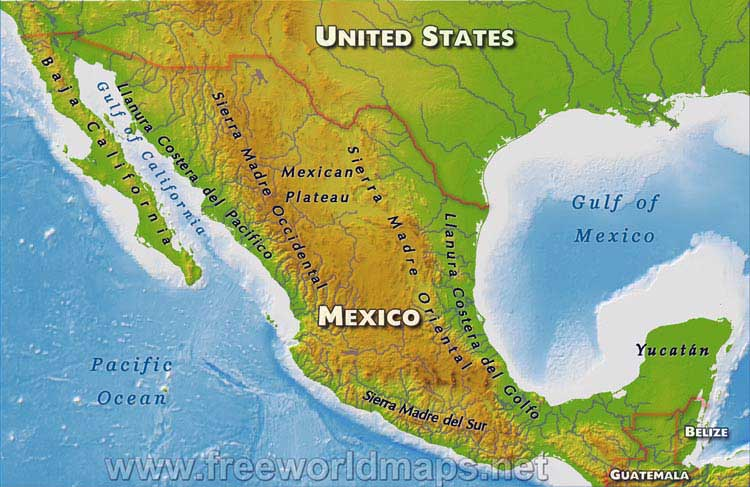 UNITED STATES
Baja California
Gulf of California
Llanura Costera del Pacífico
Sierra Madre Occidental
Mexican
Plateau
Sierra Madre Oriental
Llanura Costera del Golfo
Gulf of
Mexico
MEXICO
Yucatán
Pacific
Ocean
Sierra Madre del Sur
BELIZE
GUATEMALA
www.freeworldmaps.net